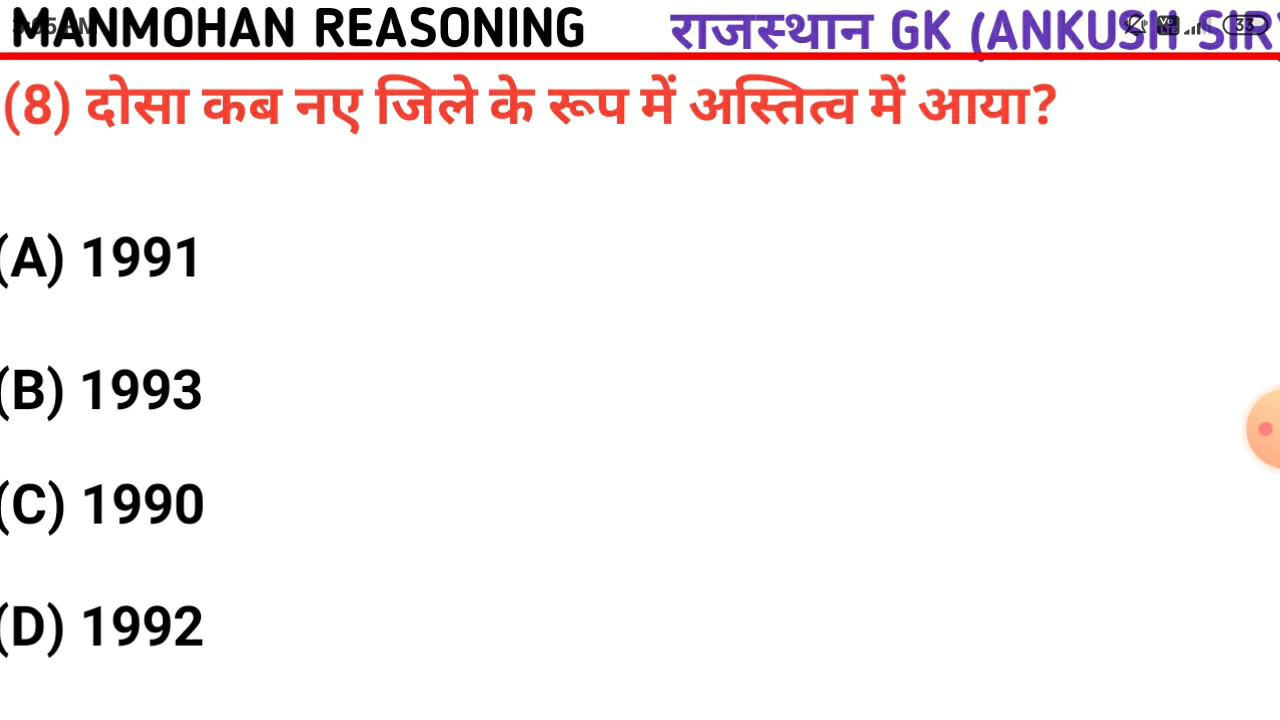 MANMOHAN REASONING राजस्थान GK (ANKUSH SIR)
(8) दोसा कब नए जिले के रूप में अस्तित्व में आया?
(A) 1991
(B) 1993
(C) 1990
(D) 1992